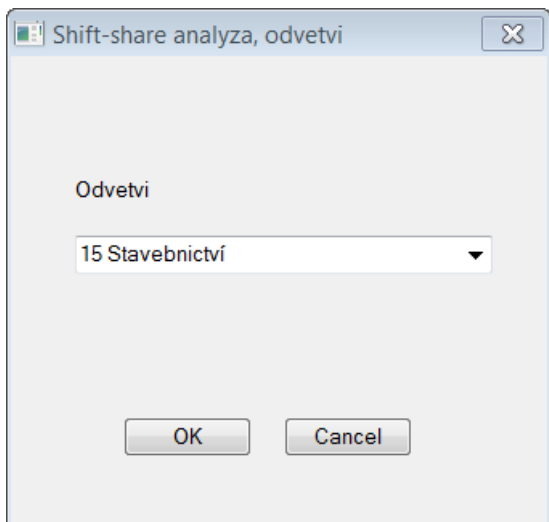 Shift-share analyza, odvetvi
Odvetvi
15 Stavebnictví
OK
Cancel